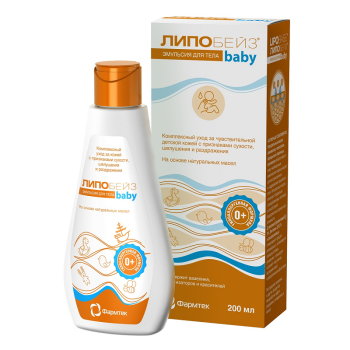 ЛИПОБЕЙЗ®
ЭМУЛЬСИЯ ДЛЯ ТЕЛА
baby
Комплексный уход за чувствительной
детской кожей с признаками сухости,
шелушения и раздражения
На основе натуральных масел
0+
200 мл
Комплексный
уход за кожей
с признаками сухости,
шелушения
и раздражения
ЛИПОБЕЙЗ
ЭМУЛЬСИЯ ДЛЯ ТЕЛА
baby
На основе натуральных масел
0+
Фармтек